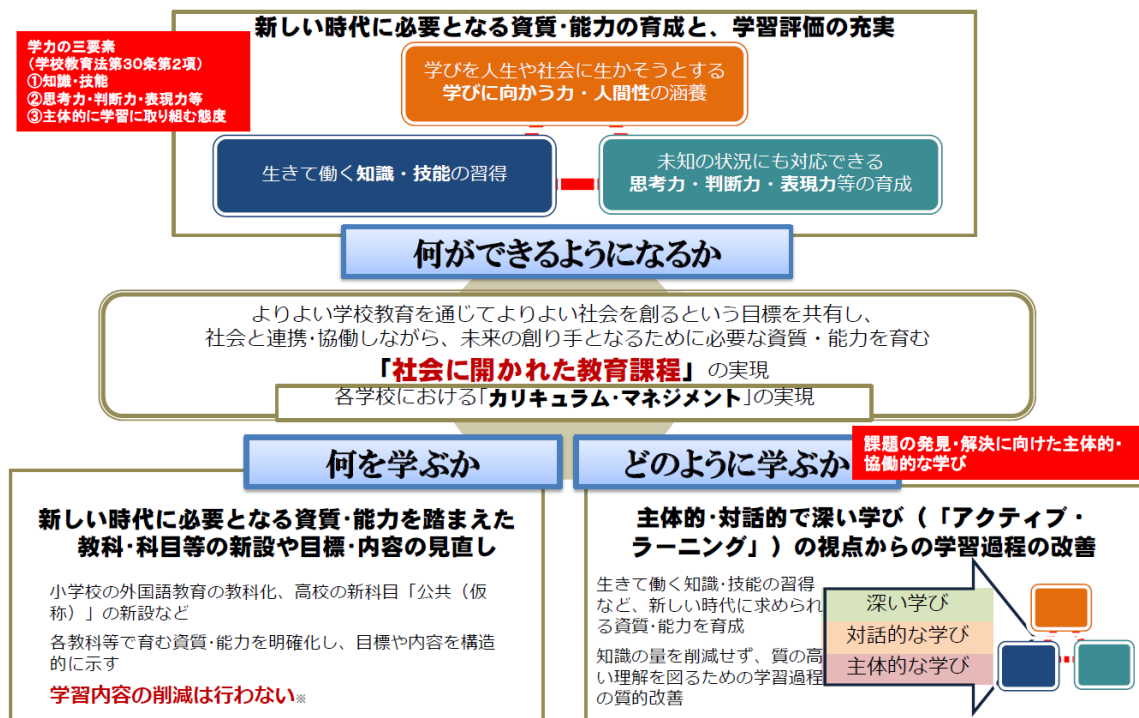 新しい時代に必要となる資質・能力の育成と、学習評価の充実
学力の三要素
(学校教育法第30条第2項)
①知識・技能
②思考力・判断力・表現力等
③主体的に学習に取り組む態度
学びを人生や社会に生かそうとする
学びに向かう力・人間性の涵養
生きて働く知識・技能の習得
未知の状況にも対応できる
思考力・判断力・表現力等の育成
何ができるようになるか
よりよい学校教育を通じてよりよい社会を創るという目標を共有し、
社会と連携・協働しながら、未来の創り手となるために必要な資質・能力を育む
「社会に開かれた教育課程」の実現
各学校における「カリキュラム・マネジメント」の実現
何を学ぶか
新しい時代に必要となる資質・能力を踏まえた
教科・科目等の新設や目標・内容の見直し
小学校の外国語教育の教科化、高校の新科目「公共（仮
称）」の新設など
各教科等で育む資質・能力を明確化し、目標や内容を構造
的に示す
学習内容の削減は行わない※
どのように学ぶか
課題の発見・解決に向けた主体的・
協働的な学び
主体的・対話的で深い学び（「アクティブ・
ラーニング」）の視点からの学習過程の改善
生きて働く知識・技能の習得
など、新しい時代に求められ
る資質・能力を育成
知識の量を削減せず、質の高
い理解を図るための学習過程
の質的改善
深い学び
対話的な学び
主体的な学び